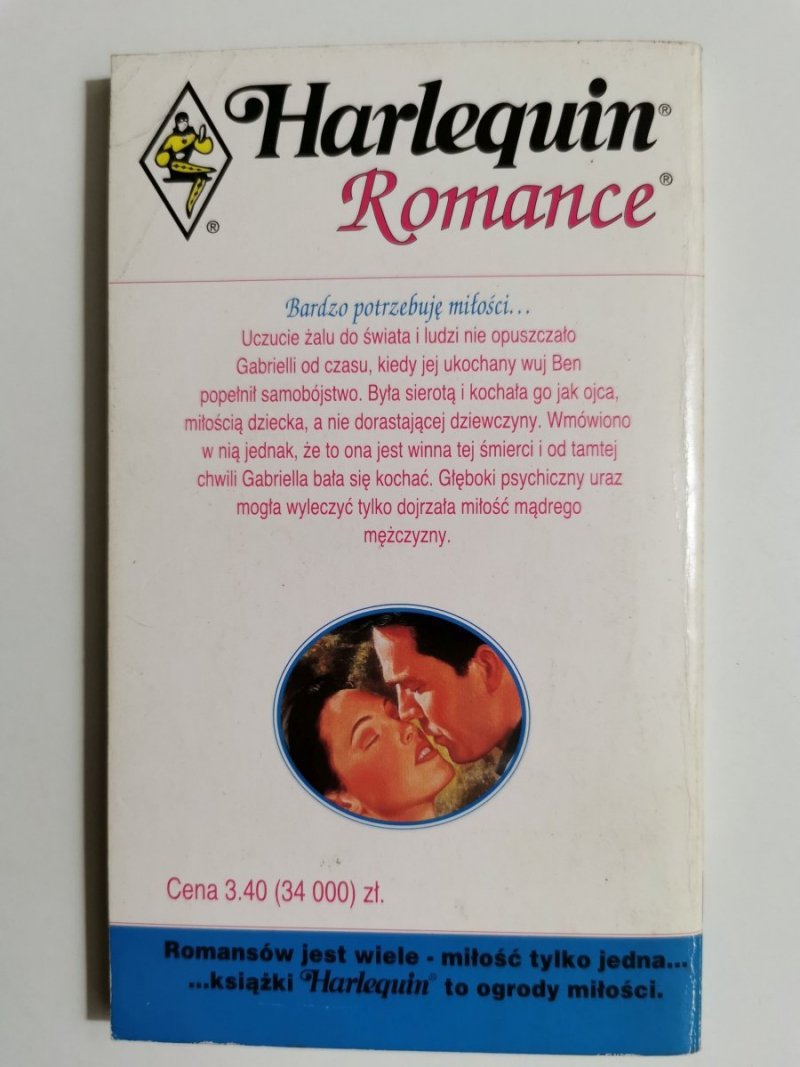 Harlequin®
Romance®
®
Bardzo potrzebuję miłości...
Uczucie żalu do świata i ludzi nie opuszczało
Gabrielli od czasu, kiedy jej ukochany wuj Ben
popełnił samobójstwo. Była sierotą i kochała go jak ojca,
miłością dziecka, a nie dorastającej dziewczyny. Wmówiono
w nią jednak, że to ona jest winna tej śmierci i od tamtej
chwili Gabriella bała się kochać. Głęboki psychiczny uraz
mogła wyleczyć tylko dojrzała miłość mądrego
mężczyzny.
Cena 3.40 (34 000) zł.
Romansów jest wiele - miłość tylko jedna...
...książki Harlequin® to ogrody miłości.